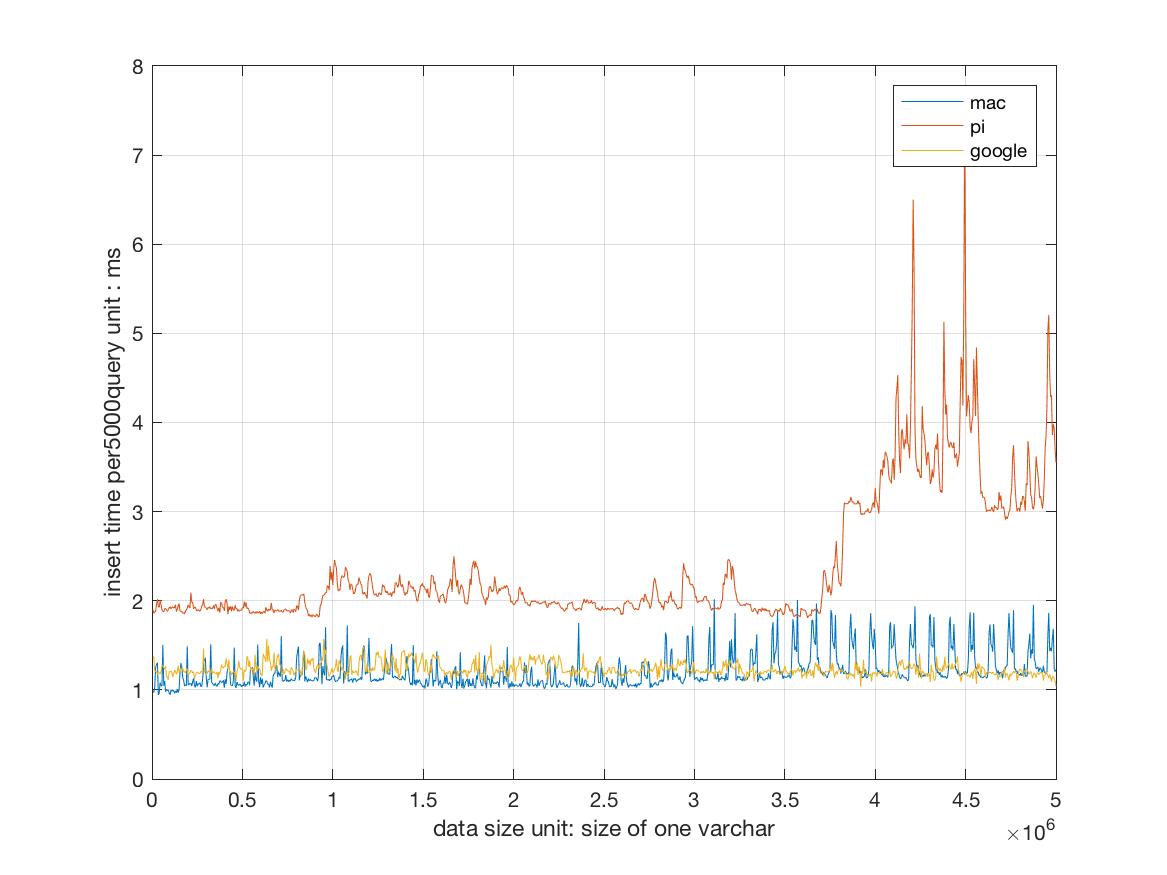 8
7
6
5
4
3
2
1
0
insert time per5000query unit : ms
mac
pi
google
0 0.5 1 1.5 2 2.5 3 3.5 4 4.5 5
data size unit: size of one varchar
×10⁶